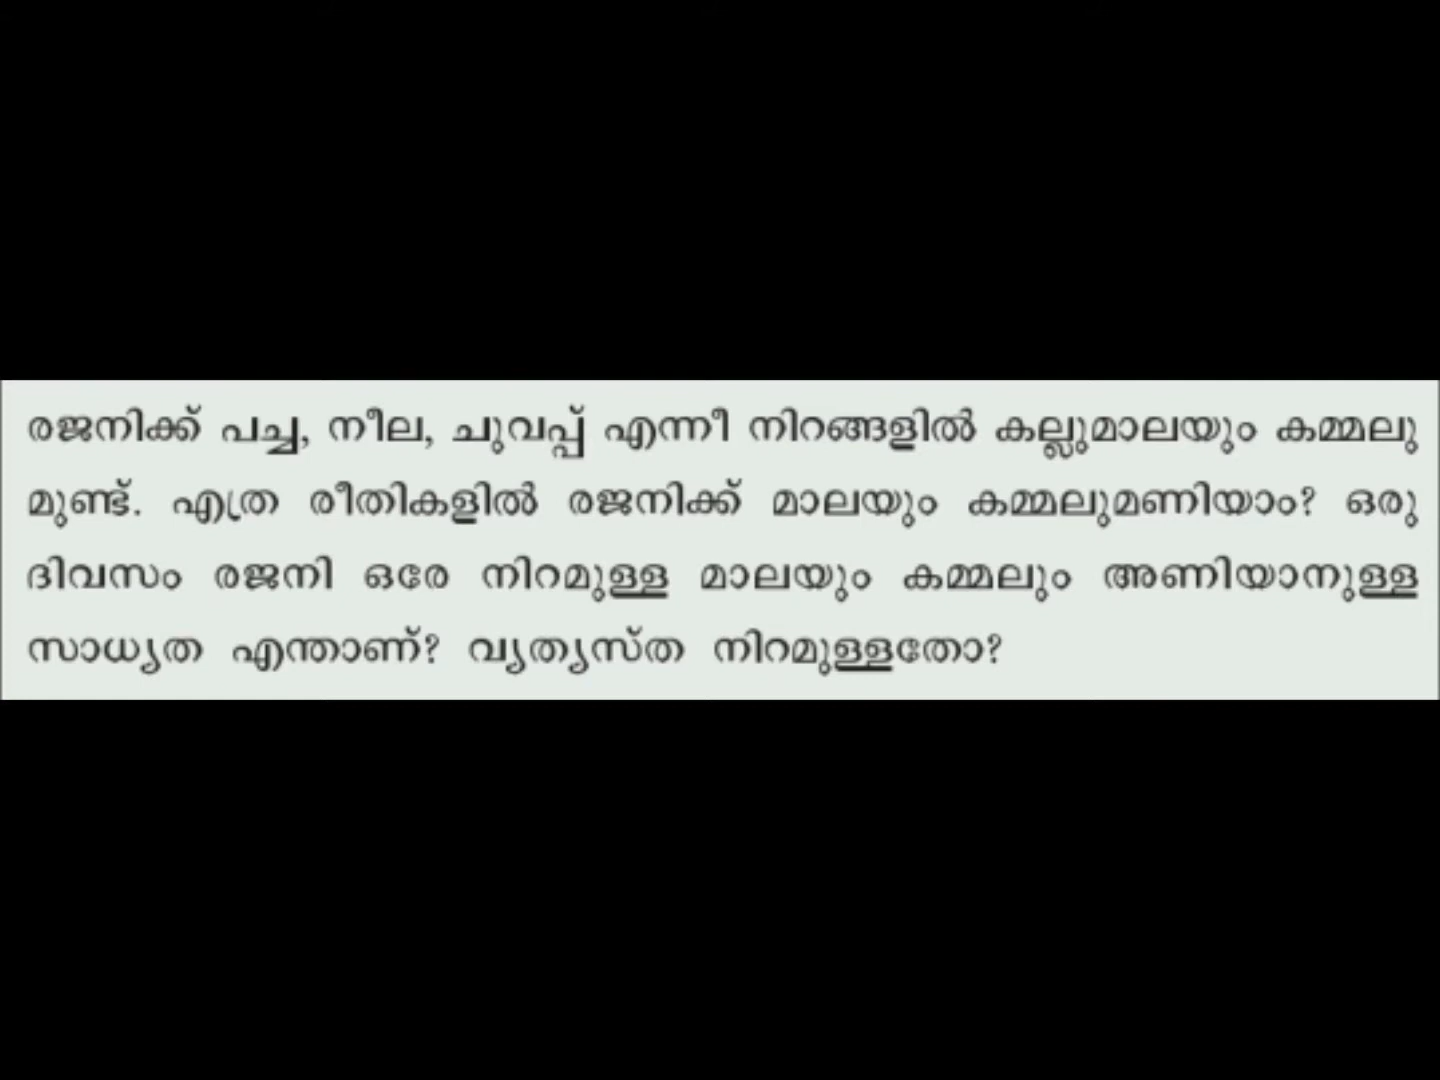 രജനിക്ക് പച്ച, നീല, ചുവപ്പ് എന്നീ നിറങ്ങളിൽ കല്ലുമാലയും കമ്മലു
മുണ്ട്. എത്ര രീതികളിൽ രജനിക്ക് മാലയും കമ്മലുമണിയാം? ഒരു
ദിവസം രജനി ഒരേ നിറമുള്ള മാലയും കമ്മലും അണിയാനുള്ള
സാധ്യത എന്താണ്? വ്യത്യസ്ത നിറമുള്ളതോ?